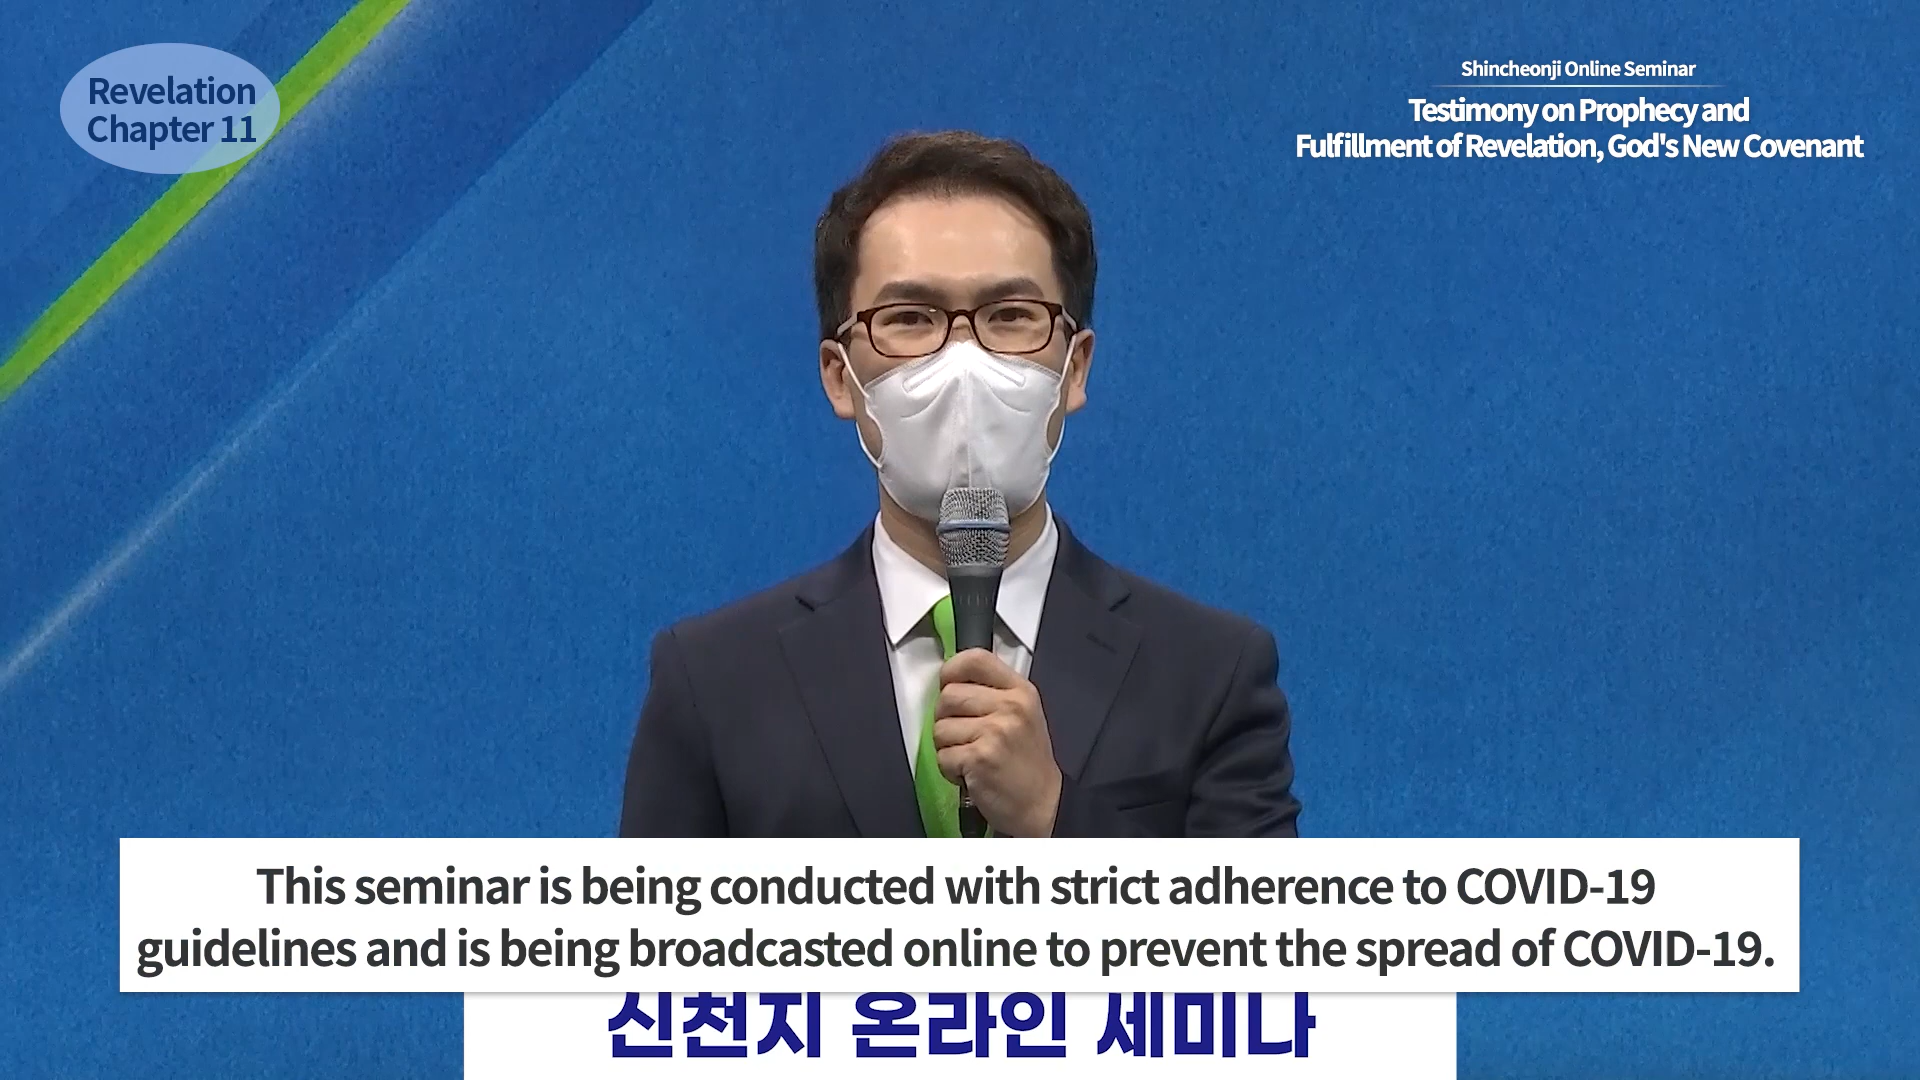 Revelation
Chapter 11
Shincheonji Online Seminar
Testimony on Prophecy and
Fulfillment of Revelation, God's New Covenant
This seminar is being conducted with strict adherence to COVID-19
guidelines and is being broadcasted online to prevent the spread of COVID-19.
신천지 온라인 세미나